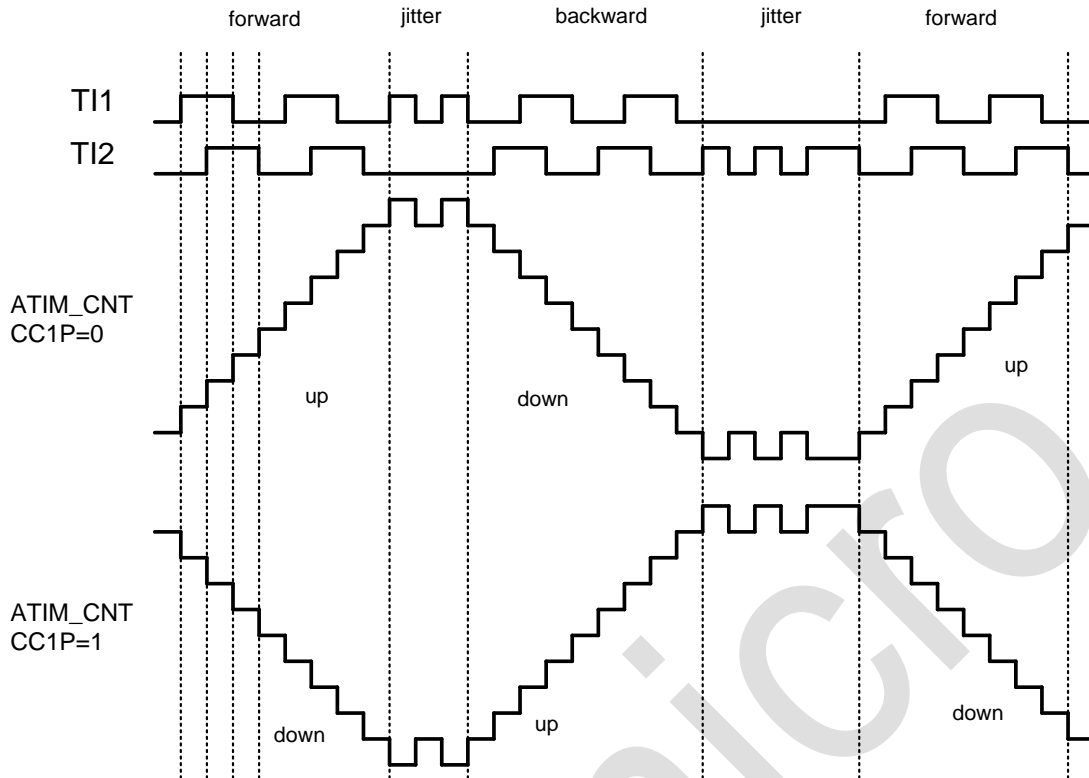 forward jitter backward jitter forward
TI1
TI2
ATIM_CNT
CC1P=0
up down up
ATIM_CNT
CC1P=1
down up down
micro